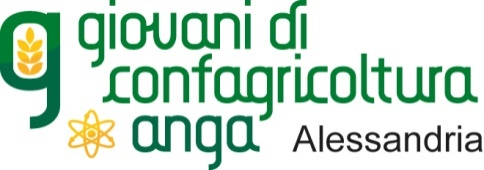 giovani di
confagricoltura
anga Alessandria